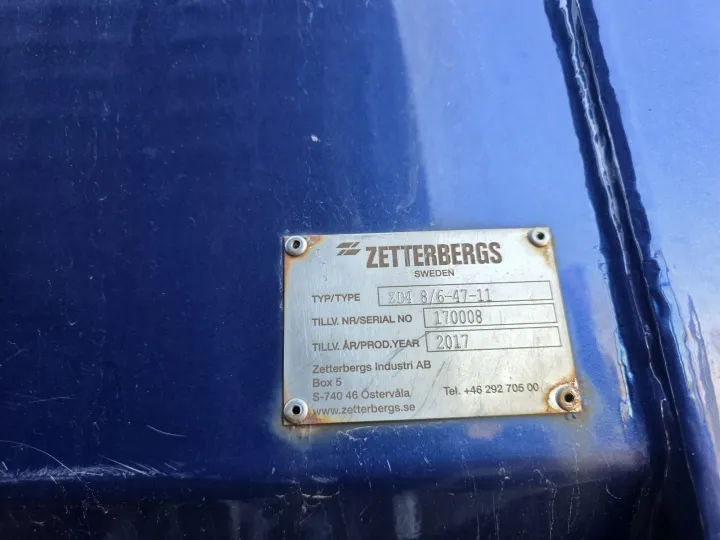 ZETTERBERGS
SWEDEN
TYP/TYPE ZD4 8/6-47-11
TILLV. NR/SERIAL NO 170008
TILLV. ÅR/PROD.YEAR 2017
Zetterbergs Industri AB
Box 5
S-740 46 Östervåla Tel. +46 292 705 00
www.zetterbergs.se